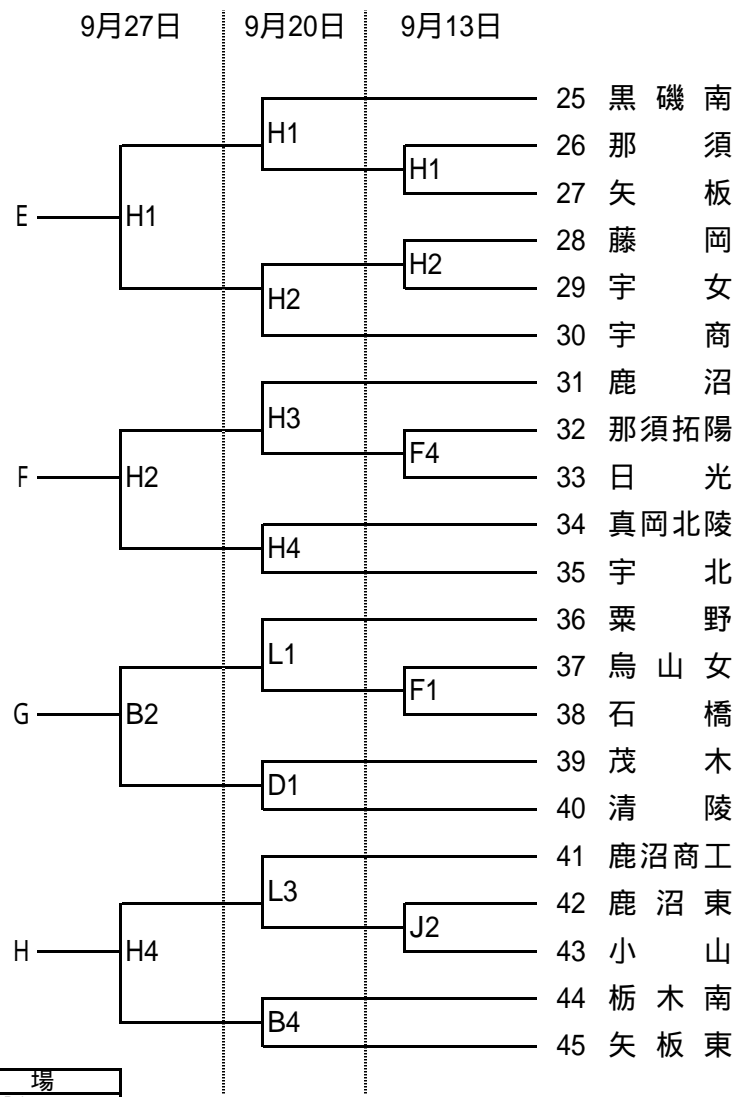 9月27日 9月20日 9月13日
25 黒磯南
H1
26 那須
H1
27 矢板
E H1
28 藤岡
H2
29 宇女
H2
30 宇商
31 鹿沼
H3
32 那須拓陽
F4
33 日光
F H2
34 真岡北陵
H4
35 宇北
36 粟野
L1
37 烏山女
F1
38 石橋
G B2
39 茂木
D1
40 清陵
41 鹿沼商工
L3
42 鹿沼東
J2
43 小山
H H4
44 栃木南
B4
45 矢板東
場